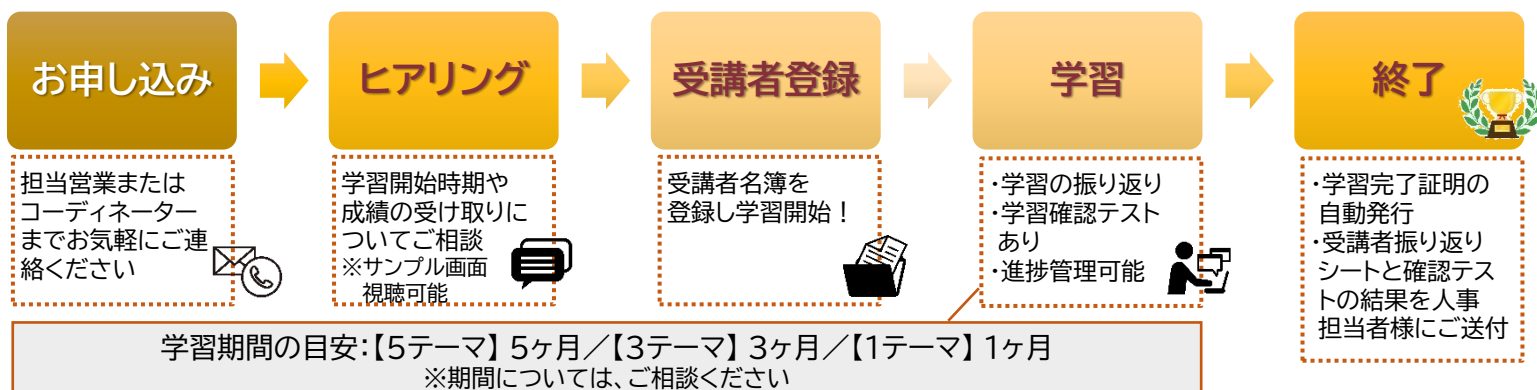 お申し込み
ヒアリング
受講者登録
学習
終了
担当営業または
コーディネーター
までお気軽にご連
絡ください
学習開始時期や
成績の受け取りに
ついてご相談
※サンプル画面
視聴可能
受講者名簿を
登録し学習開始！
・学習の振り返り
・学習確認テスト
あり
・進捗管理可能
・学習完了証明の
自動発行
・受講者振り返り
シートと確認テス
トの結果を人事
担当者様にご送付
学習期間の目安：【5テーマ】 5ヶ月／【3テーマ】 3ヶ月／【1テーマ】 1ヶ月
※期間については、ご相談ください